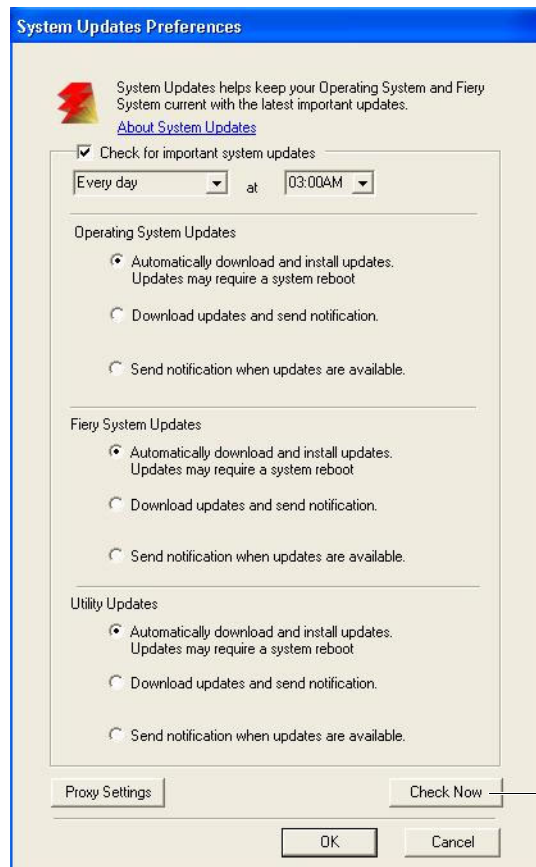 System Updates Preferences
System Updates helps keep your Operating System and Fiery
System current with the latest important updates.
About System Updates
Check for important system updates
Every day at 03:00AM
Operating System Updates
Automatically download and install updates.
Updates may require a system reboot
Download updates and send notification.
Send notification when updates are available.
Fiery System Updates
Automatically download and install updates.
Updates may require a system reboot
Download updates and send notification.
Send notification when updates are available.
Utility Updates
Automatically download and install updates.
Updates may require a system reboot
Download updates and send notification.
Send notification when updates are available.
Proxy Settings Check Now
OK Cancel